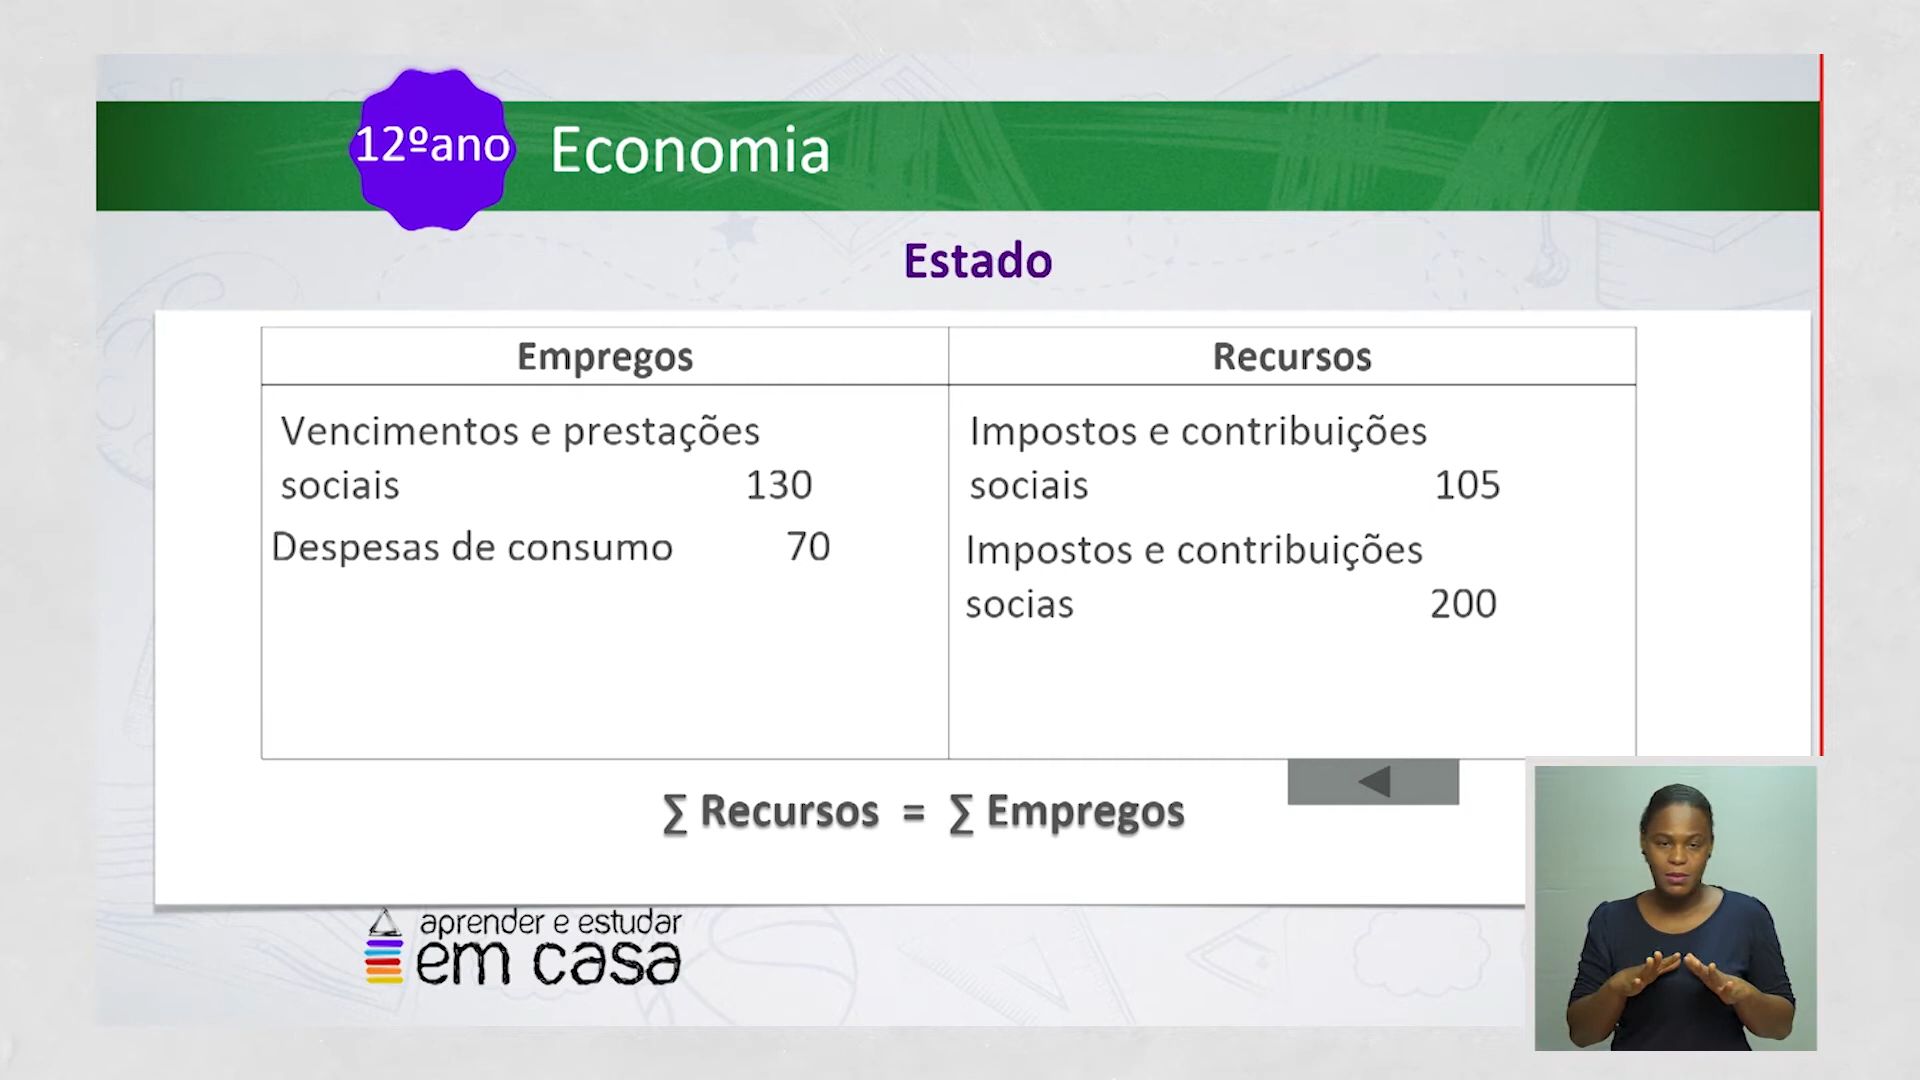 12ºano
Economia
Estado
Empregos
Recursos
Vencimentos e prestações
sociais 130
Despesas de consumo 70
Impostos e contribuições
sociais 105
Impostos e contribuições
socias 200
∑ Recursos = ∑ Empregos
aprender e estudar
em casa